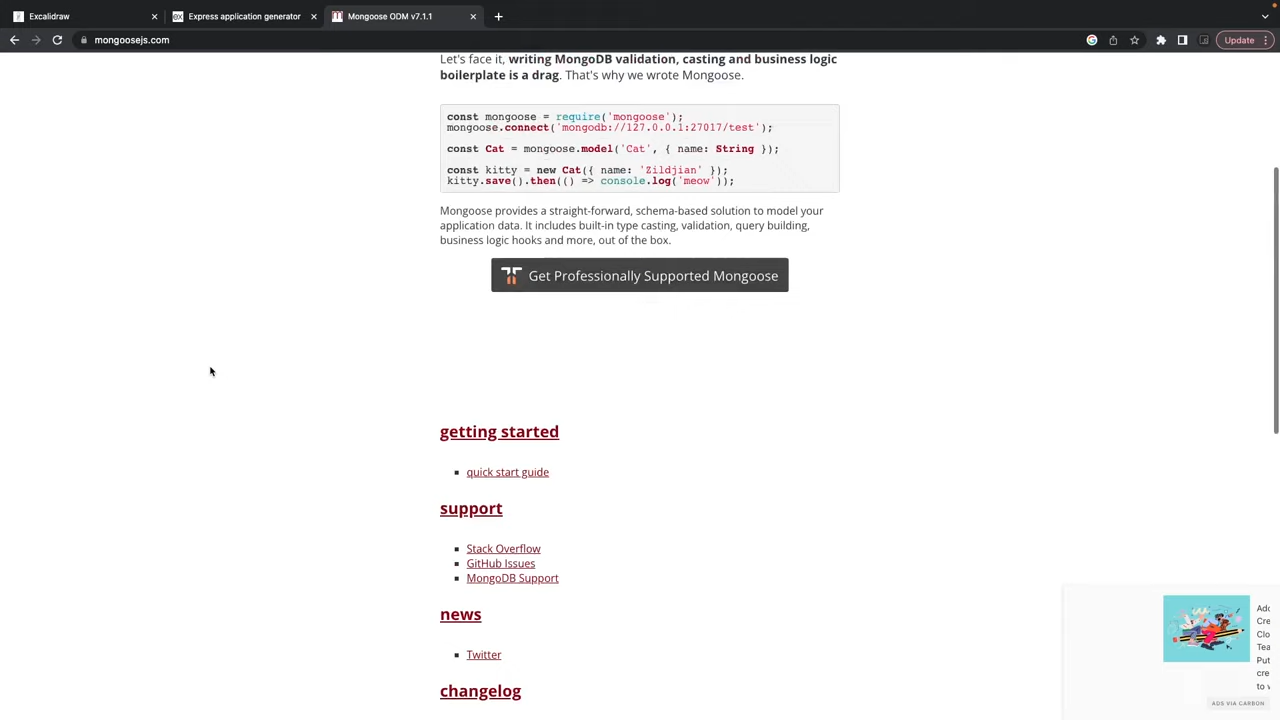 Excalidraw
Express application generator
Mongoose ODM v7.1.1
mongoosejs.com
Update
Let's face it, writing MongoDB validation, casting and business logic
boilerplate is a drag. That's why we wrote Mongoose.
const mongoose = require('mongoose');
mongoose.connect('mongodb://127.0.0.1:27017/test');
const Cat = mongoose.model('Cat', { name: String });
const kitty = new Cat({ name: 'Zildjian' });
kitty.save().then(() => console.log('meow'));
Mongoose provides a straight-forward, schema-based solution to model your
application data. It includes built-in type casting, validation, query building,
business logic hooks and more, out of the box.
Get Professionally Supported Mongoose
getting started
quick start guide
support
Stack Overflow
GitHub Issues
MongoDB Support
news
Twitter
changelog
Cre
Clo
Tea
Put
cre
to
ADS VIA CARBON